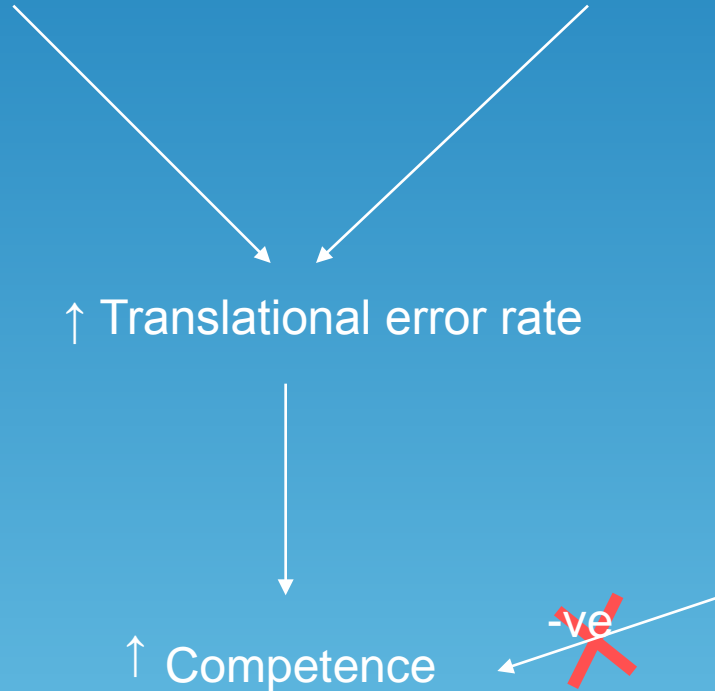 ↑ Translational error rate
-ve
↑ Competence